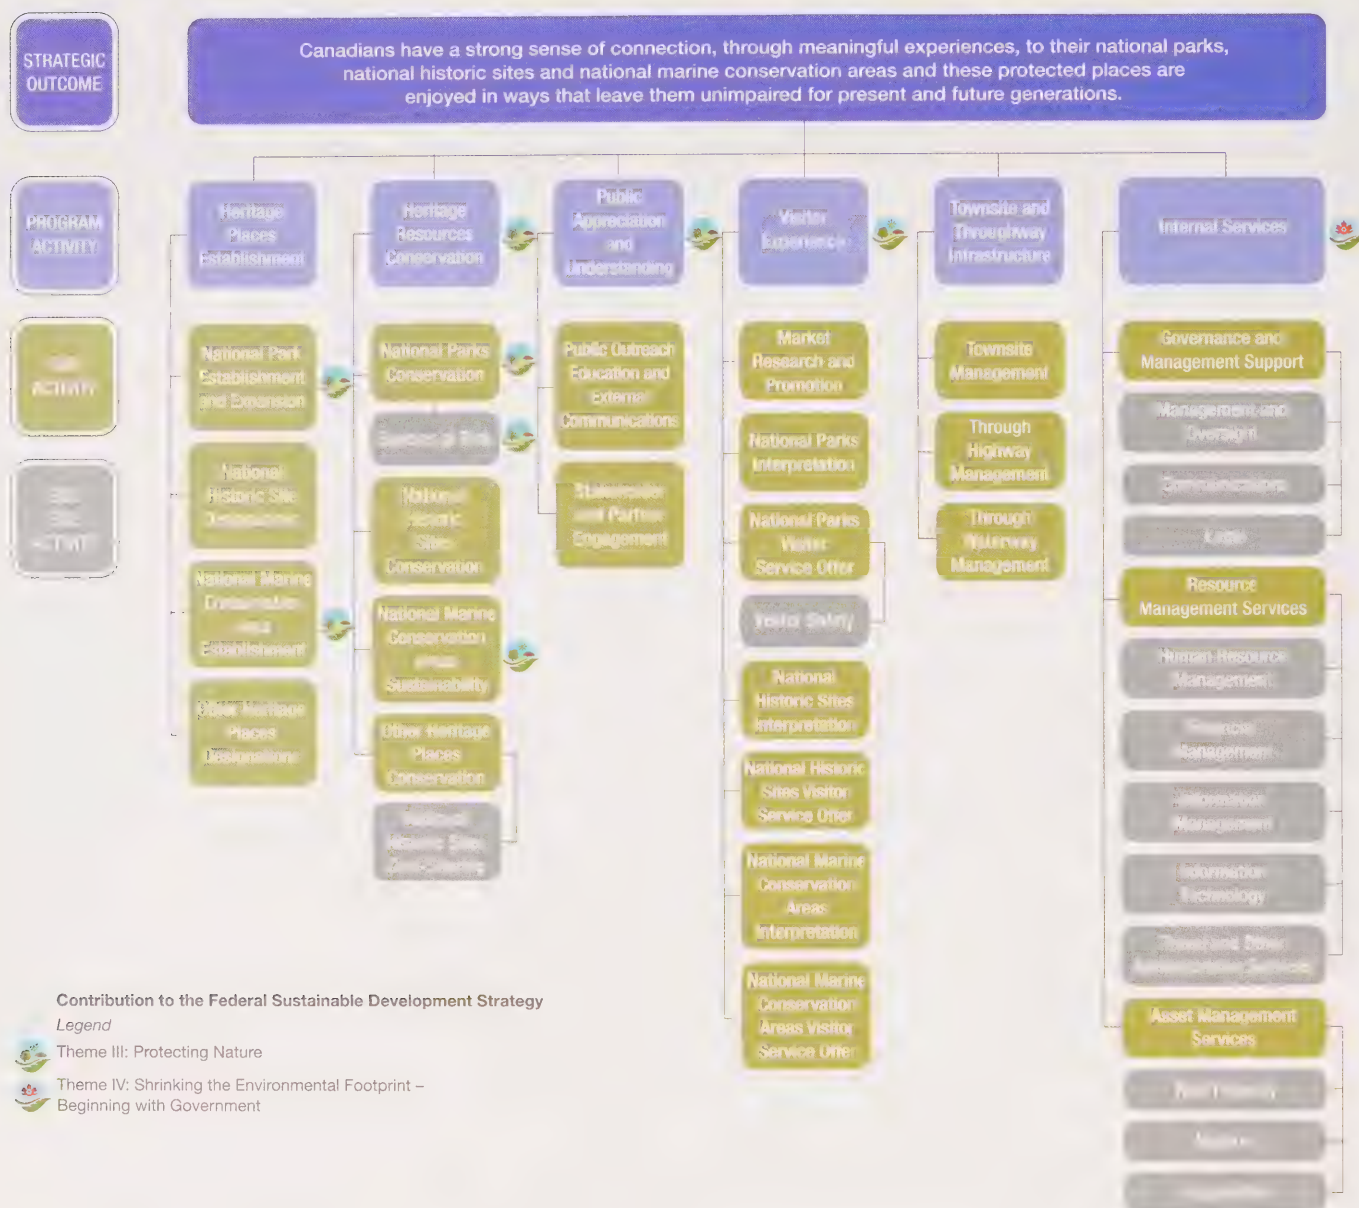 STRATEGIC
OUTCOME
Canadians have a strong sense of connection, through meaningful experiences, to their national parks,
national historic sites and national marine conservation areas and these protected places are
enjoyed in ways that leave them unimpaired for present and future generations.
PROGRAM
ACTIVITY
Heritage
Places
Establishment
Heritage
Resources
Conservation
Public
Appreciation
and
Understanding
Visitor
Experience
Townsite and
Throughway
Infrastructure
Internal Services
ACTIVITY
National Park
Establishment
and Expansion
National
Historic Site
National Marine
Conservation
Area
Establishment
Other Heritage
Places
Designations
National Parks
Conservation
Species at Risk
National
Historic
Sites
Conservation
National Marine
Conservation
Areas
Sustainability
Other Heritage
Places
Conservation
Public Outreach
Education and
External
Communications
Stakeholder
and Partner
Engagement
Market
Research and
Promotion
National Parks
Interpretation
National Parks
Visitor
Service Offer
Visitor Safety
National
Historic Sites
Interpretation
National Historic
Sites Visitor
Service Offer
National Marine
Conservation
Areas
Interpretation
National Marine
Conservation
Areas Visitor
Service Offer
Townsite
Management
Through
Highway
Management
Through
Waterway
Management
Governance and
Management Support
Management and
Oversight
Communications
Legal
Resource
Management Services
Human Resource
Management
Financial
Management
Information
Management
Information
Technology
Asset Management
Services
Real Property
ACTIVITY
Contribution to the Federal Sustainable Development Strategy
Legend
Theme III: Protecting Nature
Theme IV: Shrinking the Environmental Footprint –
Beginning with Government